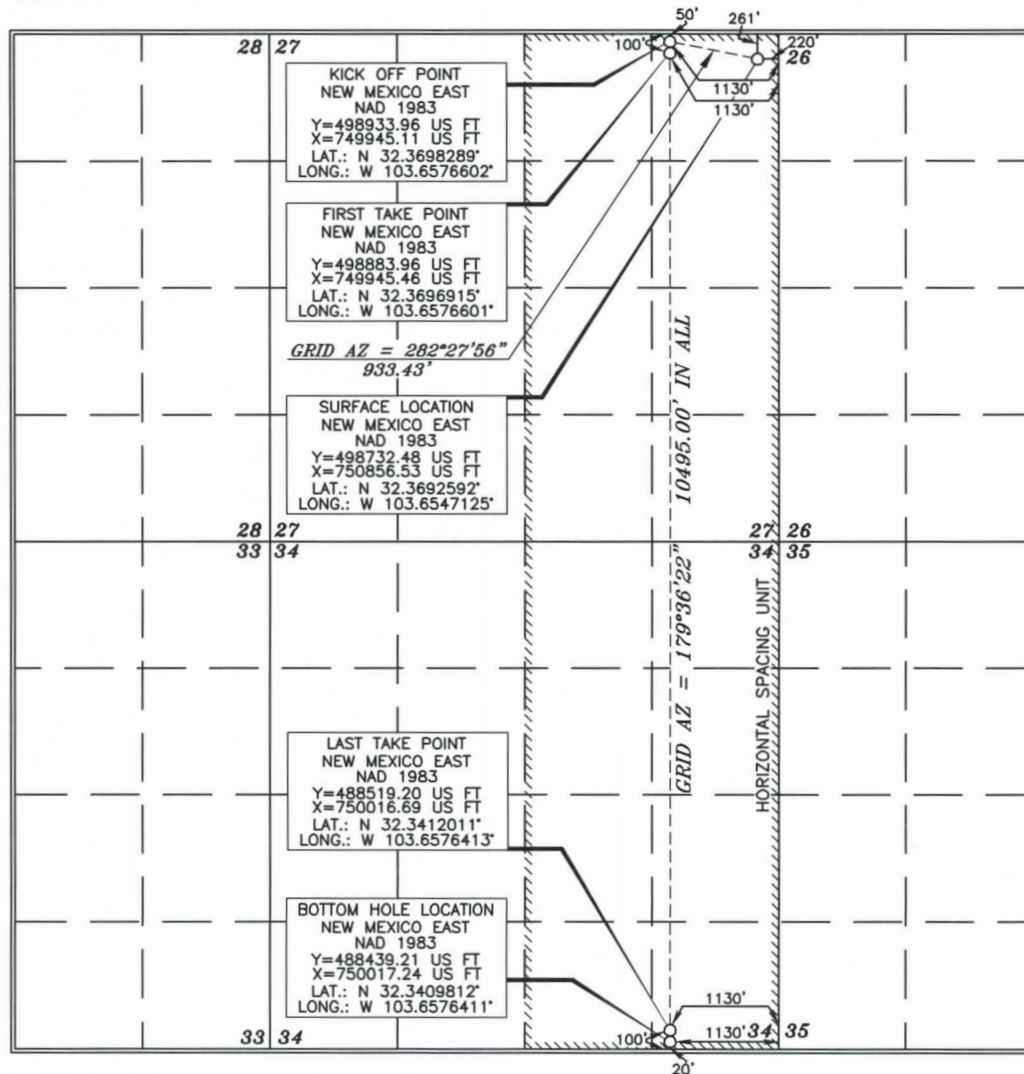 50'
261'
28 27
100'
220'
26
1130'
1130'
KICK OFF POINT
NEW MEXICO EAST
NAD 1983
Y=498933.96 US FT
X=749945.11 US FT
LAT.: N 32.3698289°
LONG.: W 103.6576602°
FIRST TAKE POINT
NEW MEXICO EAST
NAD 1983
Y=498883.96 US FT
X=749945.46 US FT
LAT.: N 32.3696915°
LONG.: W 103.6576601°
GRID AZ = 282°27'56"
933.43'
SURFACE LOCATION
NEW MEXICO EAST
NAD 1983
Y=498732.48 US FT
X=750856.53 US FT
LAT.: N 32.3692592°
LONG.: W 103.6547125°
GRID AZ = 179°36'22" 10495.00' IN ALL
28 27
33 34
27 26
34 35
HORIZONTAL SPACING UNIT
LAST TAKE POINT
NEW MEXICO EAST
NAD 1983
Y=488519.20 US FT
X=750016.69 US FT
LAT.: N 32.3412011°
LONG.: W 103.6576413°
BOTTOM HOLE LOCATION
NEW MEXICO EAST
NAD 1983
Y=488439.21 US FT
X=750017.24 US FT
LAT.: N 32.3409812°
LONG.: W 103.6576411°
1130'
33 34
100'
1130'
34 35
20'